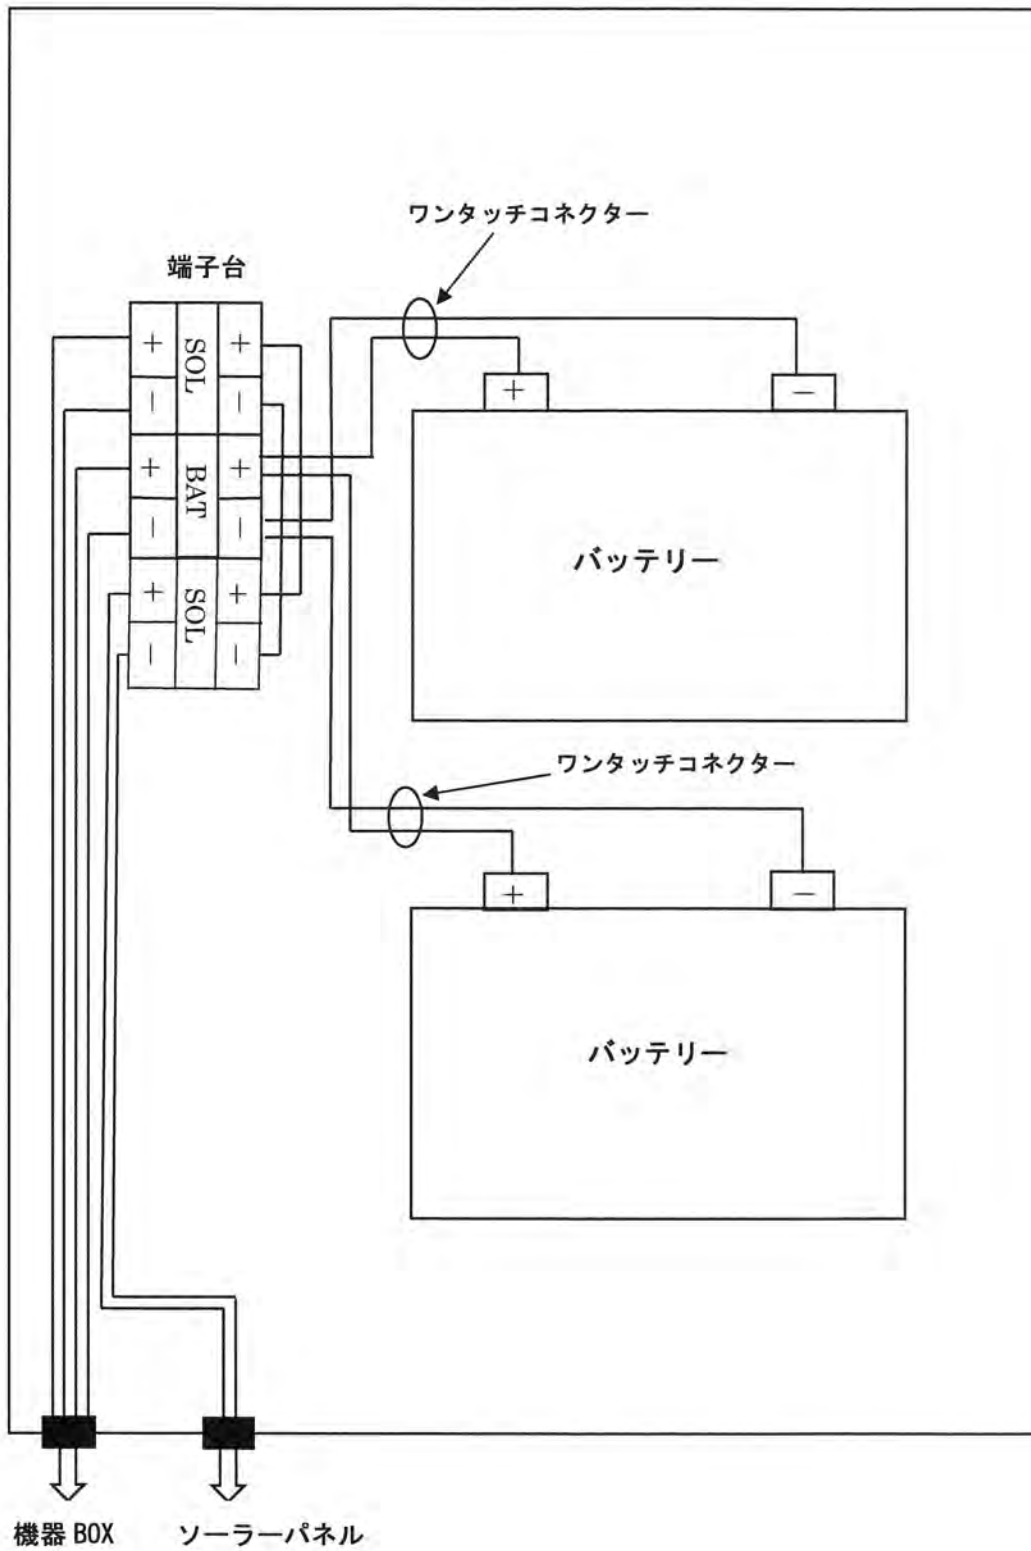 ワンタッチコネクター
端子台
+ SOL +
- -
+ BAT +
- -
+ SOL +
- -
+ -
バッテリー
ワンタッチコネクター
+ -
バッテリー
機器 BOX ソーラーパネル